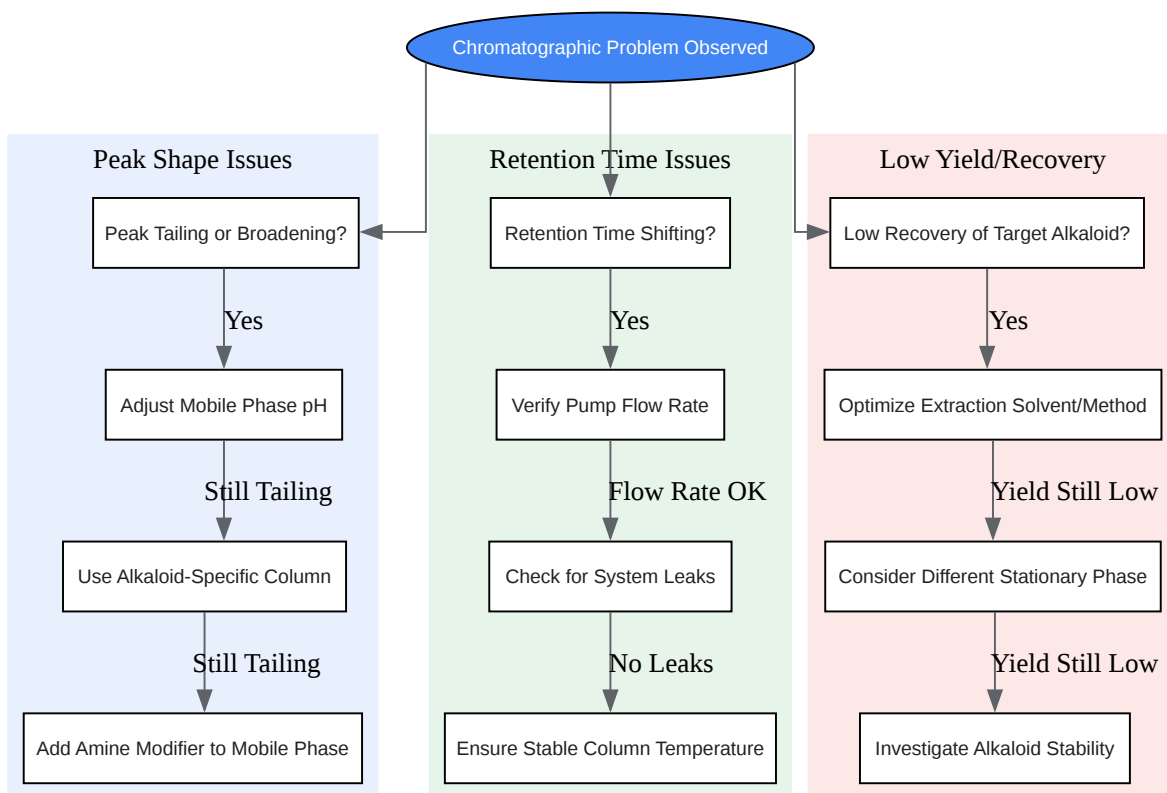 Chromatographic Problem Observed
Peak Shape Issues
Peak Tailing or Broadening?
Yes
Adjust Mobile Phase pH
Still Tailing
Use Alkaloid-Specific Column
Still Tailing
Add Amine Modifier to Mobile Phase
Retention Time Issues
Retention Time Shifting?
Yes
Verify Pump Flow Rate
Flow Rate OK
Check for System Leaks
No Leaks
Ensure Stable Column Temperature
Low Yield/Recovery
Low Recovery of Target Alkaloid?
Yes
Optimize Extraction Solvent/Method
Yield Still Low
Consider Different Stationary Phase
Yield Still Low
Investigate Alkaloid Stability